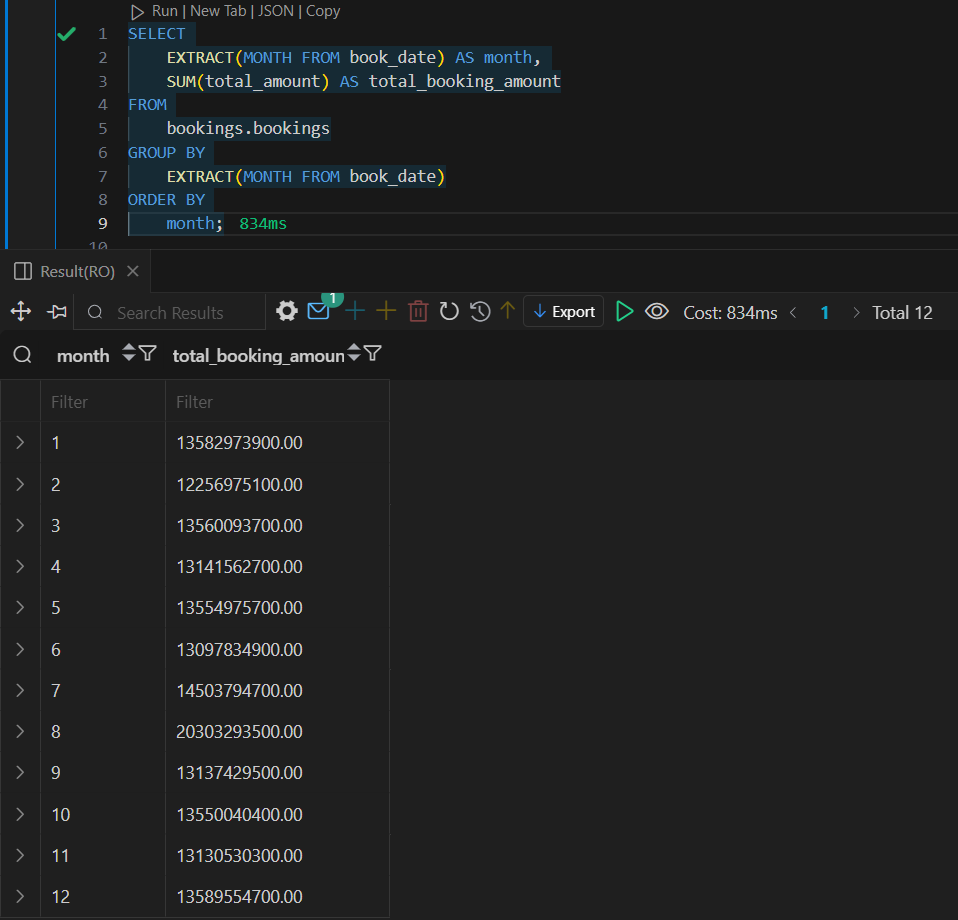 Run | New Tab | JSON | Copy
1 SELECT
2 EXTRACT(MONTH FROM book_date) AS month,
3 SUM(total_amount) AS total_booking_amount
4 FROM
5 bookings.bookings
6 GROUP BY
7 EXTRACT(MONTH FROM book_date)
8 ORDER BY
9 month; 834ms
10
Result(RO)
Search Results 1 Export Cost: 834ms 1 Total 12
month total_booking_amoun
Filter Filter
1 13582973900.00
2 12256975100.00
3 13560093700.00
4 13141562700.00
5 13554975700.00
6 13097834900.00
7 14503794700.00
8 20303293500.00
9 13137429500.00
10 13550040400.00
11 13130530300.00
12 13589554700.00